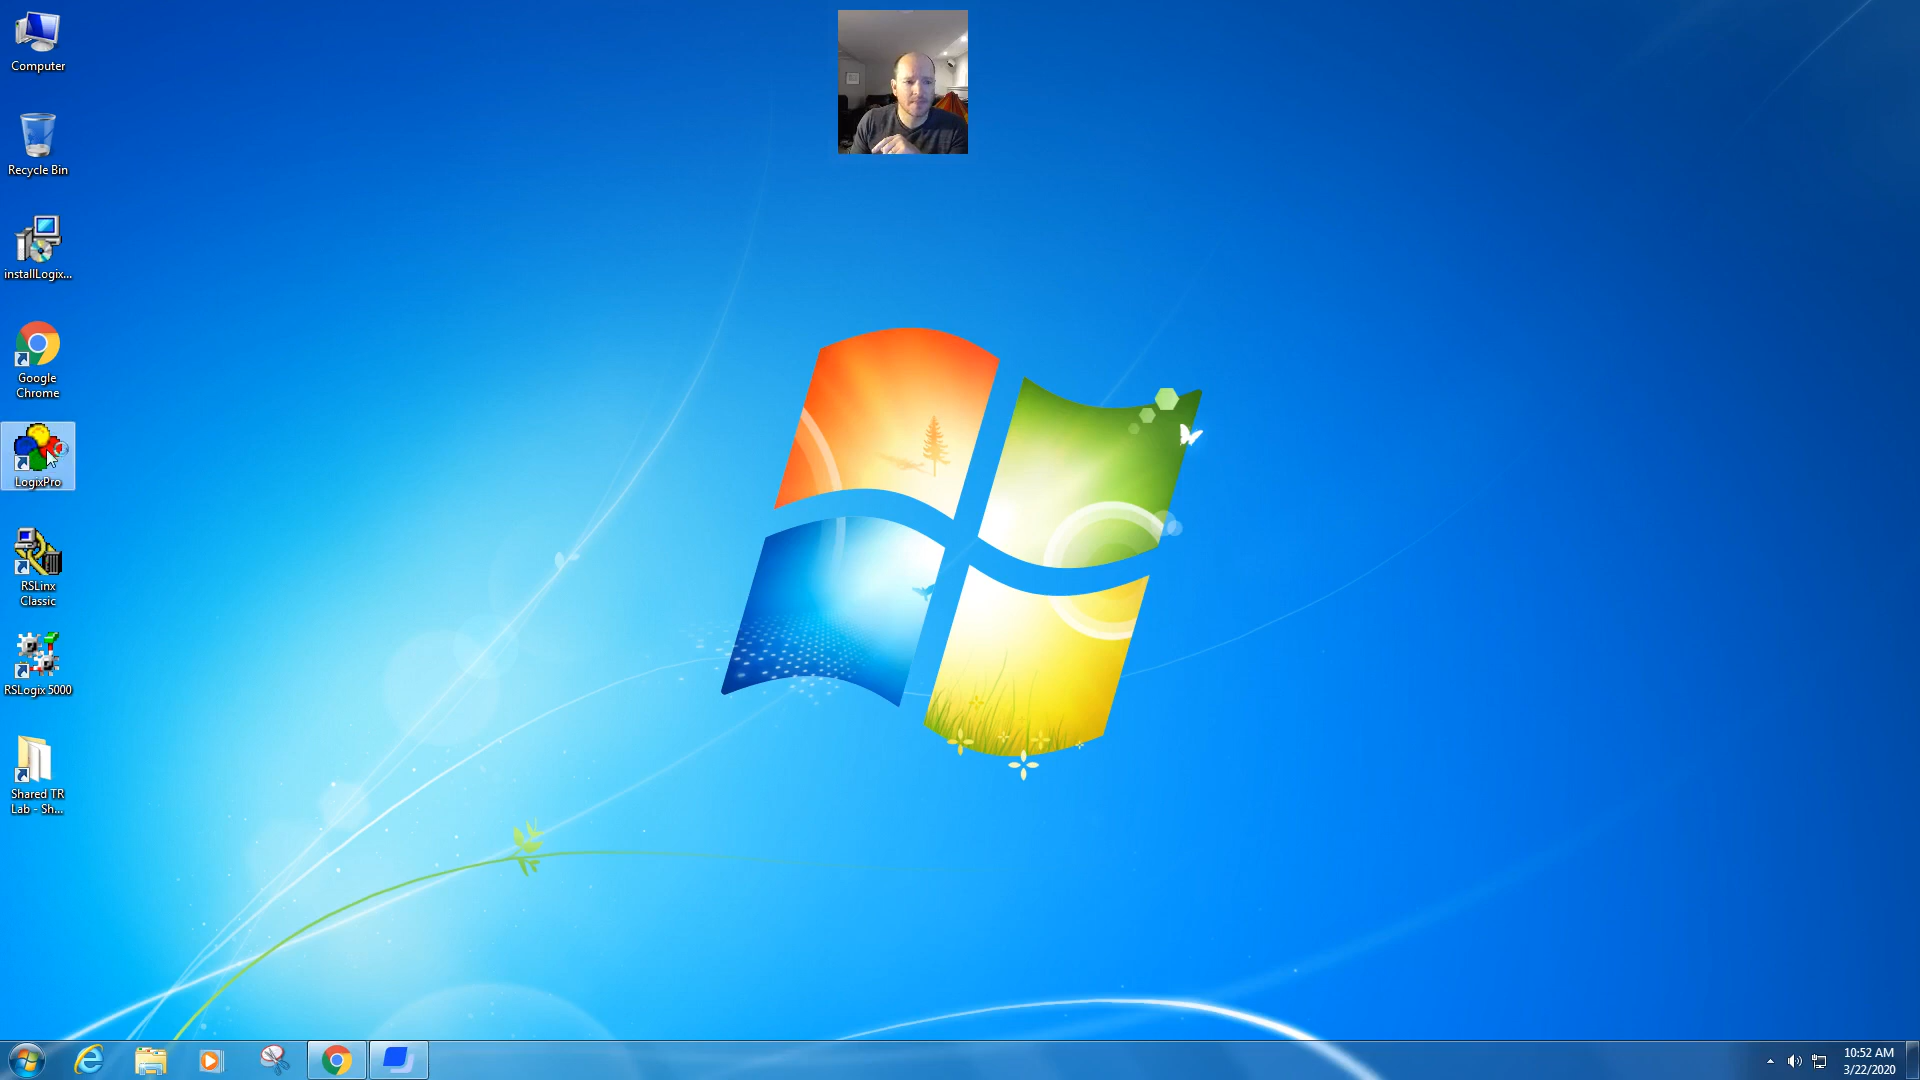 Computer
Recycle Bin
installLogix...
Google
Chrome
LogixPro
RSLinx
Classic
RSLogix 5000
Shared TR
Lab - Sh...
10:52 AM
3/22/2020